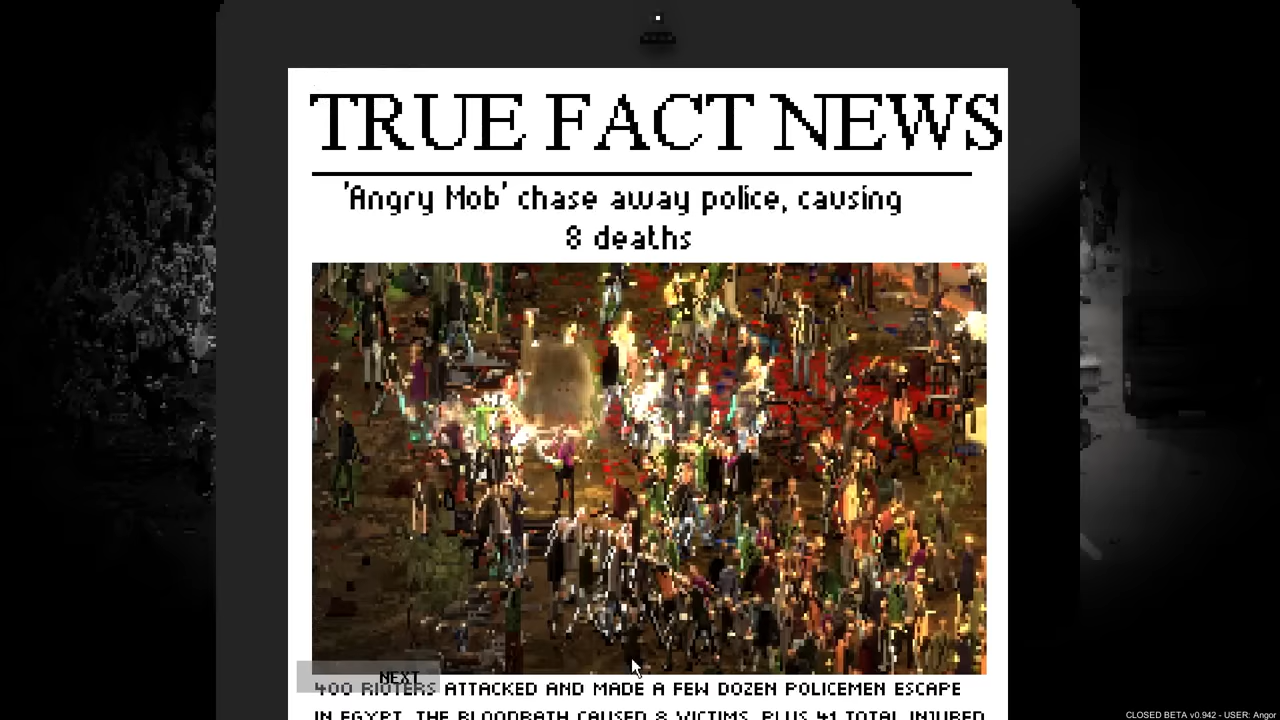 TRUE FACT NEWS
'Angry Mob' chase away police, causing
8 deaths
NEXT
400 RIOTERS ATTACKED AND MADE A FEW DOZEN POLICEMEN ESCAPE
IN EGYPT. THE BLOODBATH CAUSED 8 VICTIMS, PLUS 41 TOTAL INJURED
CLOSED BETA v0.942 - USER: Angor